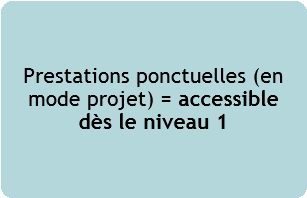 Prestations ponctuelles (en
mode projet) = accessible
dès le niveau 1